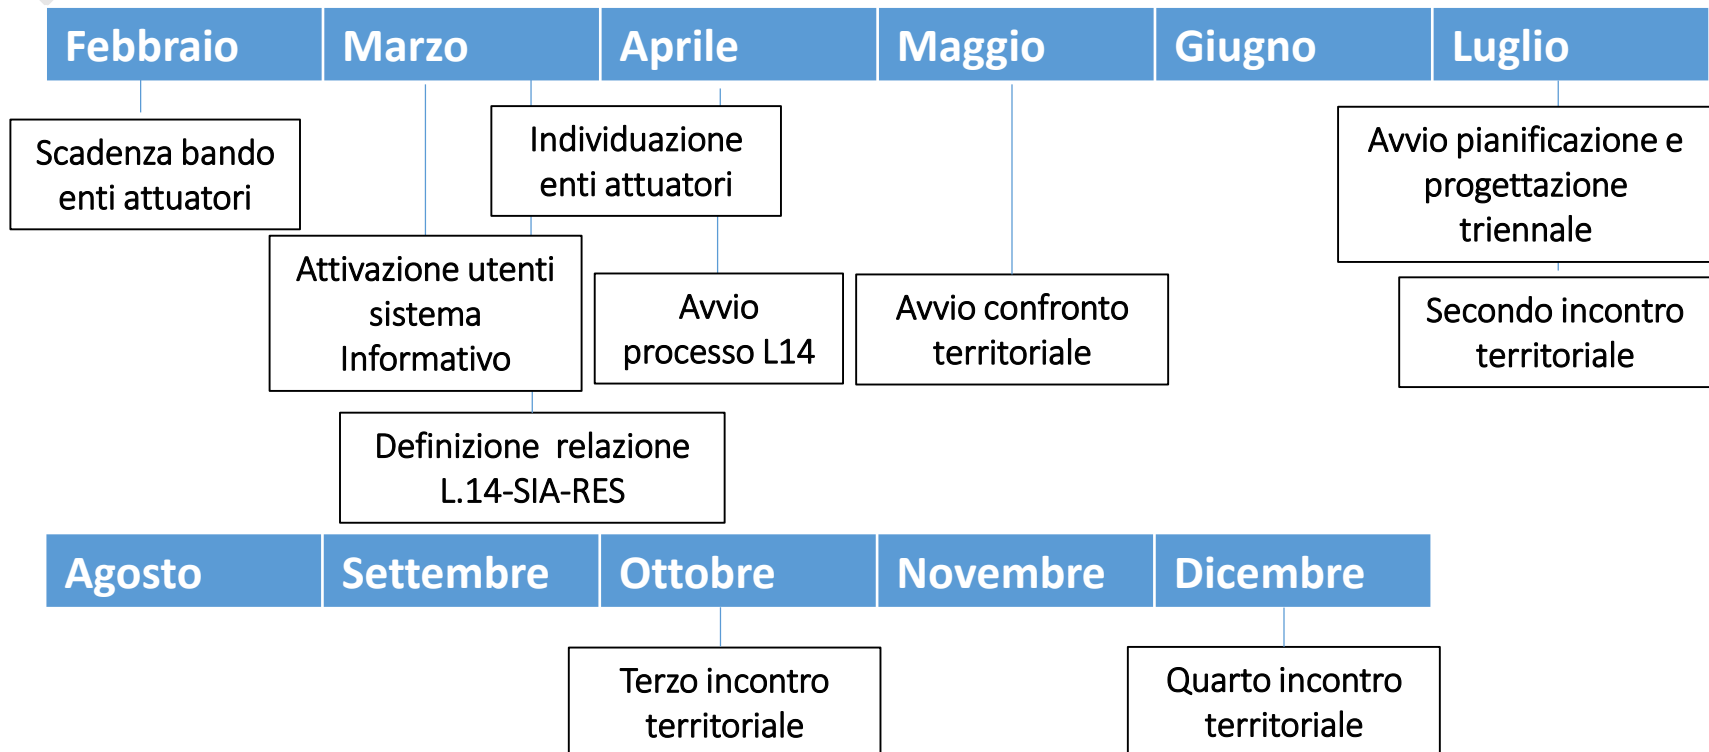 Febbraio Marzo Aprile Maggio Giugno Luglio
Scadenza bando
enti attuatori
Individuazione
enti attuatori
Avvio pianificazione e
progettazione
triennale
Attivazione utenti
sistema
Informativo
Avvio
processo L14
Avvio confronto
territoriale
Secondo incontro
territoriale
Definizione relazione
L.14-SIA-RES
Agosto Settembre Ottobre Novembre Dicembre
Terzo incontro
territoriale
Quarto incontro
territoriale